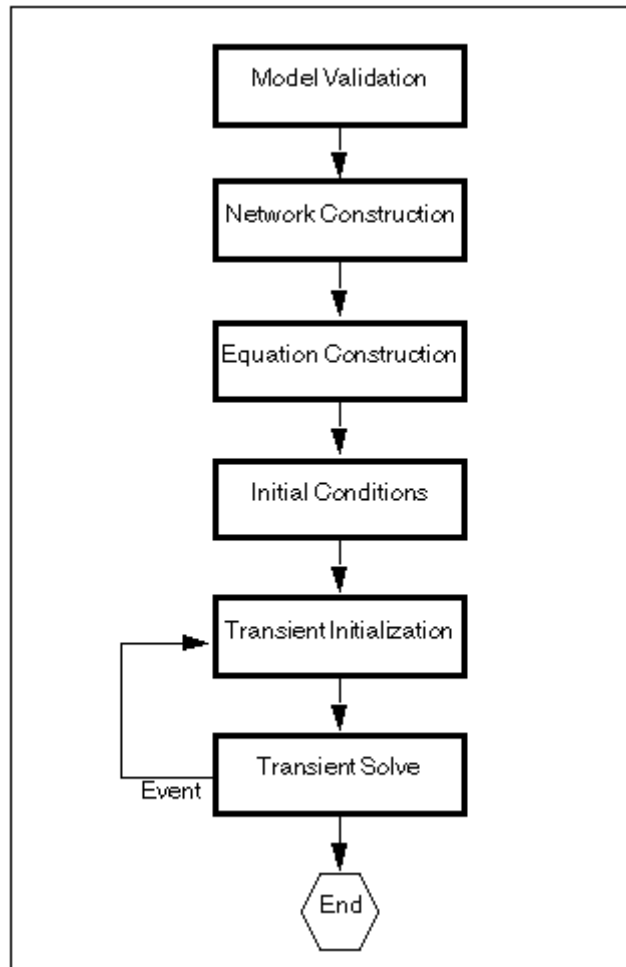 Model Validation
Network Construction
Equation Construction
Initial Conditions
Transient Initialization
Transient Solve
Event
End